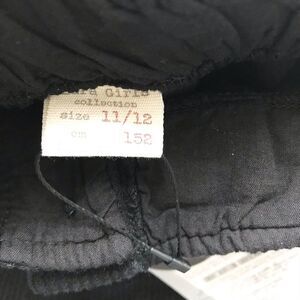 Girls
collection
size 11/12
cm 152